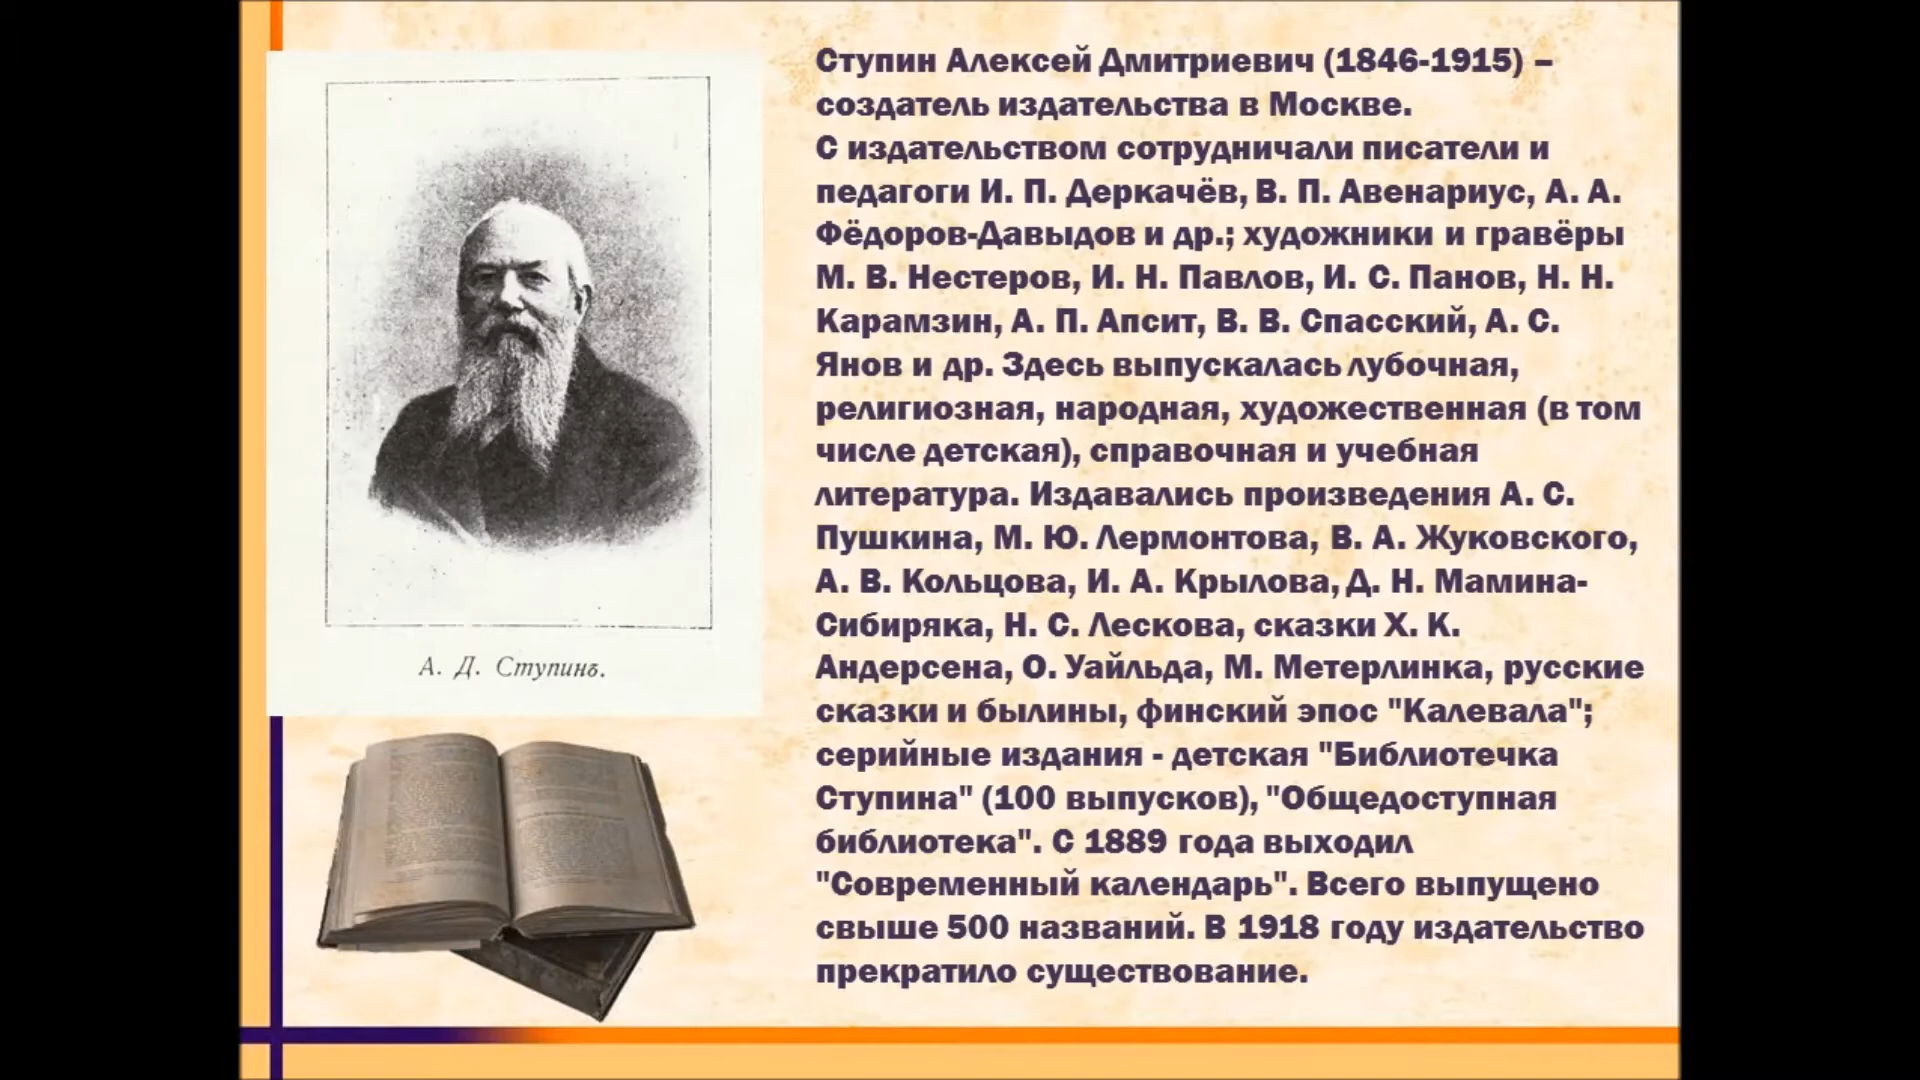 Ступин Алексей Дмитриевич (1846-1915) –
создатель издательства в Москве.
С издательством сотрудничали писатели и
педагоги И. П. Деркачёв, В. П. Авенариус, А. А.
Фёдоров-Давыдов и др.; художники и гравёры
М. В. Нестеров, И. Н. Павлов, И. С. Панов, Н. Н.
Карамзин, А. П. Апсит, В. В. Спасский, А. С.
Янов и др. Здесь выпускалась лубочная,
религиозная, народная, художественная (в том
числе детская), справочная и учебная
литература. Издавались произведения А. С.
Пушкина, М. Ю. Лермонтова, В. А. Жуковского,
А. В. Кольцова, И. А. Крылова, Д. Н. Мамина-
Сибиряка, Н. С. Лескова, сказки Х. К.
Андерсена, О. Уайльда, М. Метерлинка, русские
сказки и былины, финский эпос "Калевала";
серийные издания - детская "Библиотечка
Ступина" (100 выпусков), "Общедоступная
библиотека". С 1889 года выходил
"Современный календарь". Всего выпущено
свыше 500 названий. В 1918 году издательство
прекратило существование.
А. Д. Ступинъ.